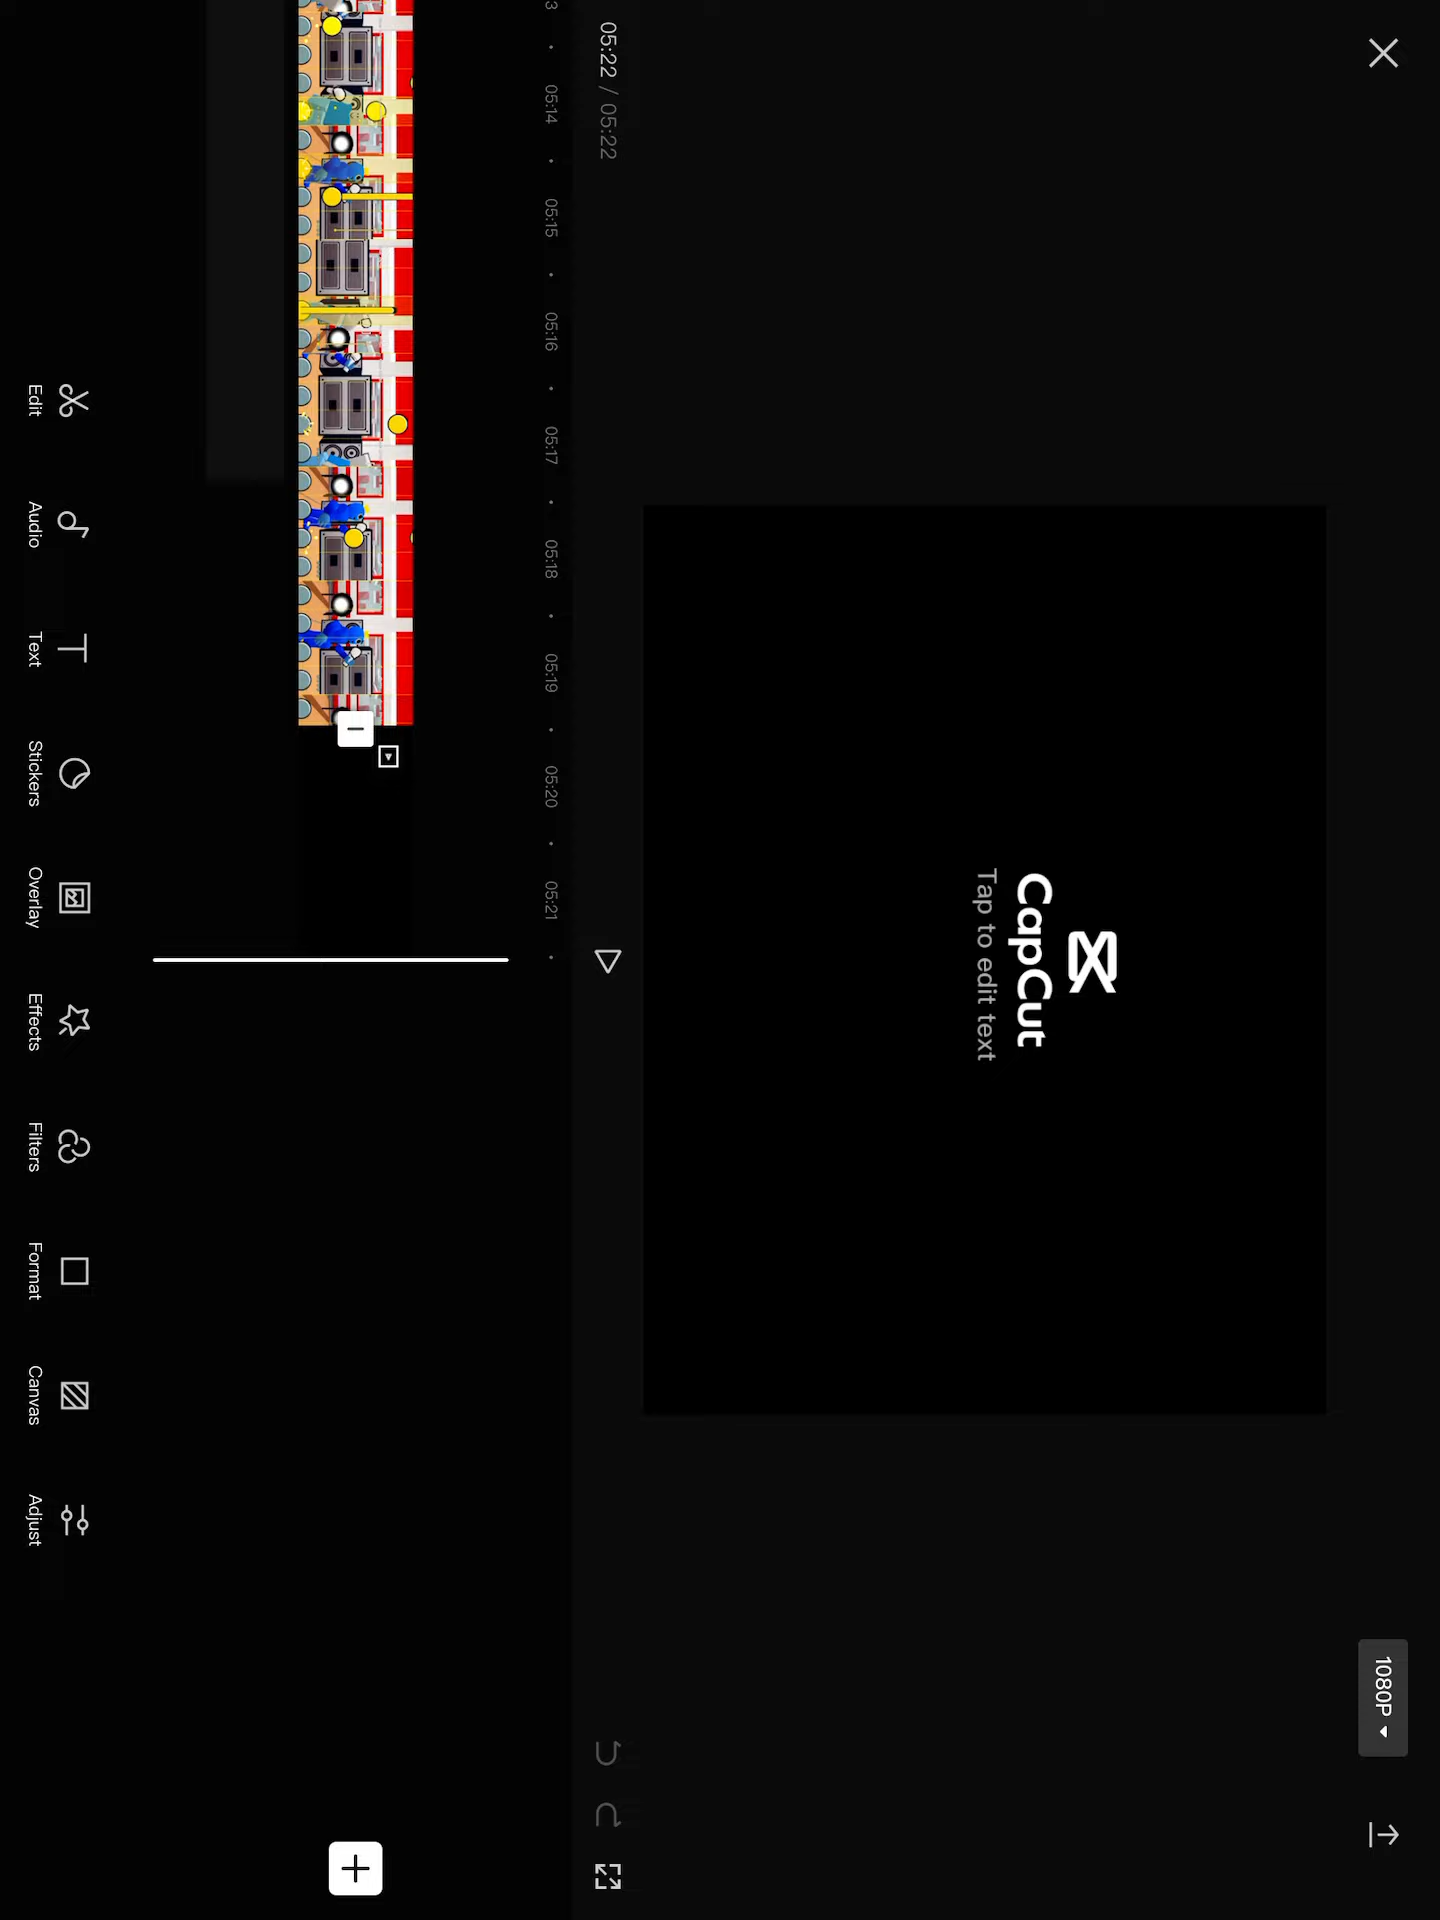 1080P
CapCut
Tap to edit text
05:22 / 05:22
3
05:14
05:15
05:16
05:17
05:18
05:19
05:20
05:21
Edit
Audio
Text
Stickers
Overlay
Effects
Filters
Format
Canvas
Adjust